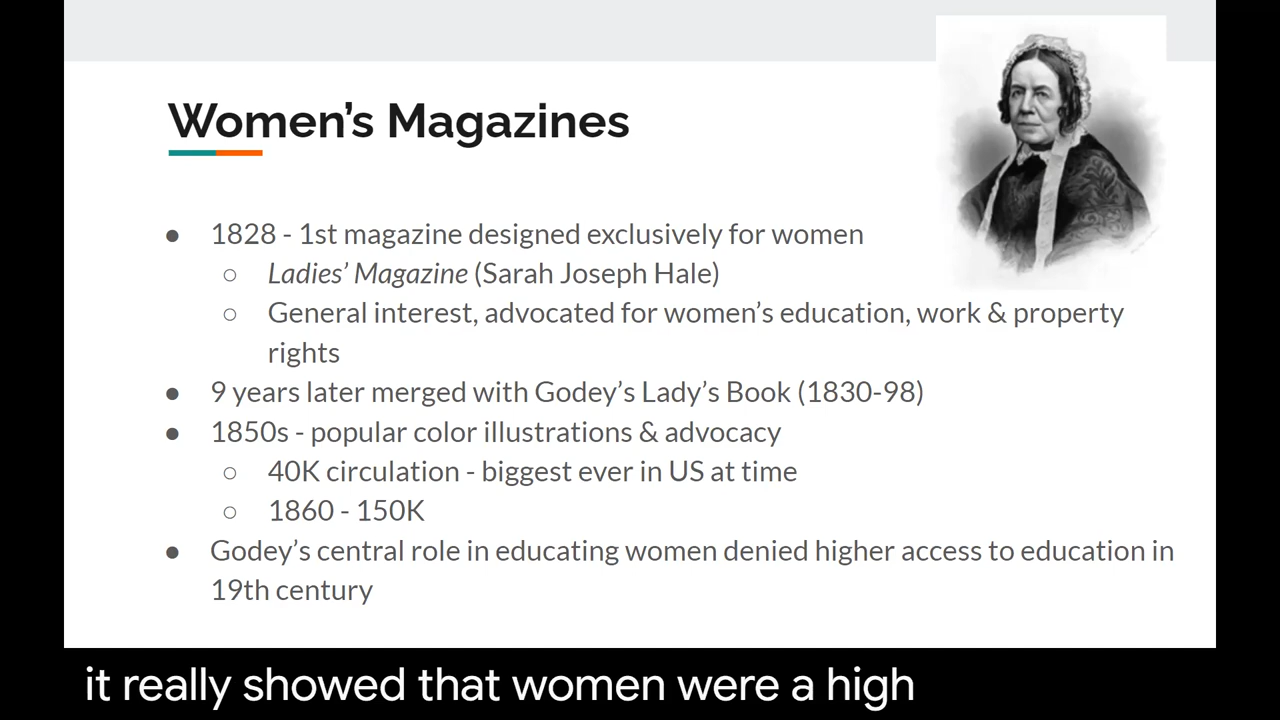 Women's Magazines
● 1828 - 1st magazine designed exclusively for women
○ Ladies' Magazine (Sarah Joseph Hale)
○ General interest, advocated for women's education, work & property
rights
● 9 years later merged with Godey's Lady's Book (1830-98)
● 1850s - popular color illustrations & advocacy
○ 40K circulation - biggest ever in US at time
○ 1860 - 150K
● Godey's central role in educating women denied higher access to education in
19th century
it really showed that women were a high